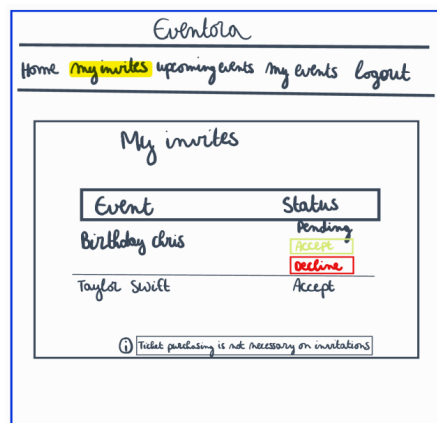 Eventora
Home my invites upcoming events My events logout
My invites
Event Status
Birthday Chris Pending
Accept
Decline
Taylor Swift Accept
i Ticket purchasing is not necessary on invitations